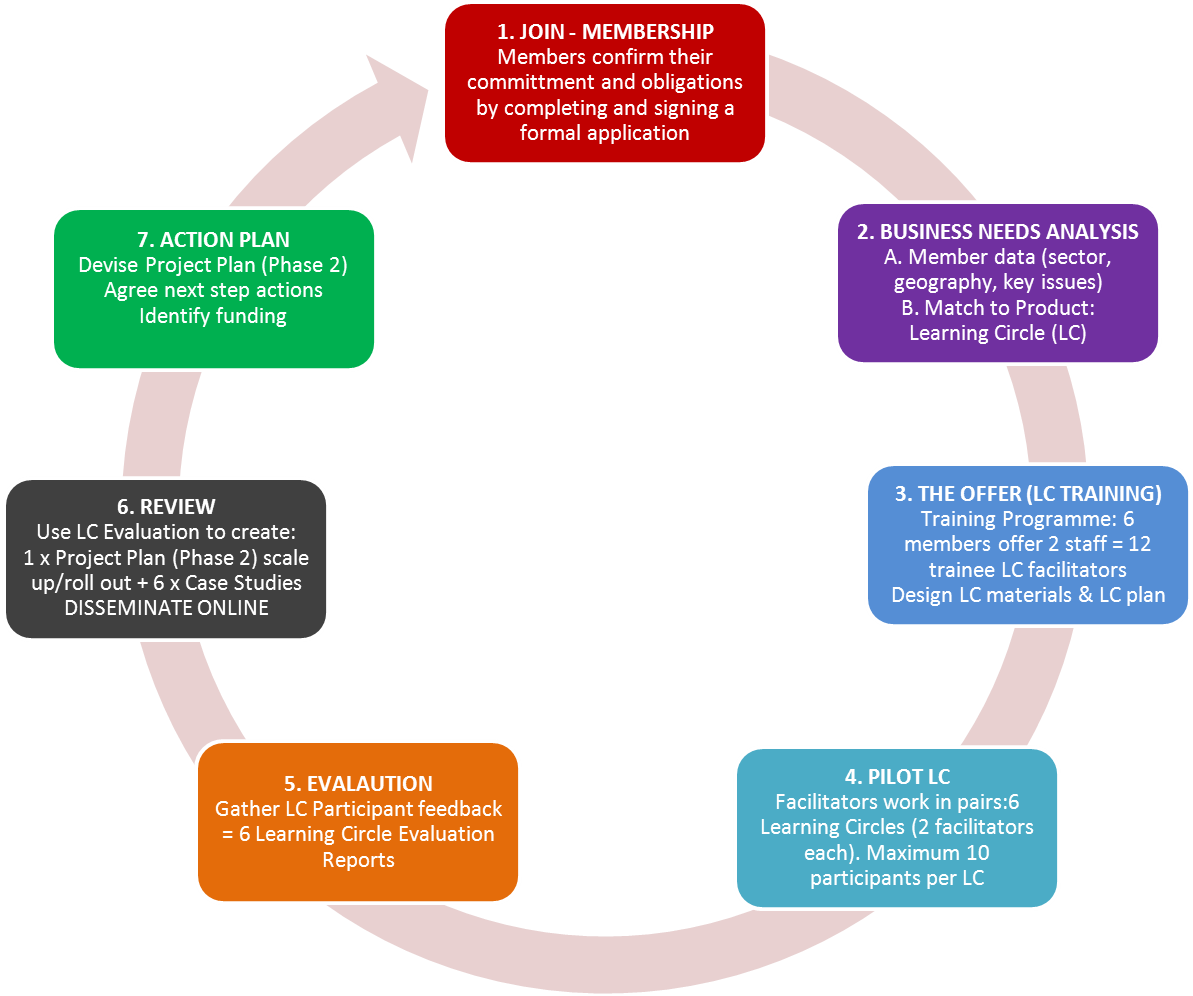 1. JOIN - MEMBERSHIP
Members confirm their
committment and obligations
by completing and signing a
formal application
2. BUSINESS NEEDS ANALYSIS
A. Member data (sector,
geography, key issues)
B. Match to Product:
Learning Circle (LC)
3. THE OFFER (LC TRAINING)
Training Programme: 6
members offer 2 staff = 12
trainee LC facilitators
Design LC materials & LC plan
4. PILOT LC
Facilitators work in pairs:6
Learning Circles (2 facilitators
each). Maximum 10
participants per LC
5. EVALAUTION
Gather LC Participant feedback
= 6 Learning Circle Evaluation
Reports
6. REVIEW
Use LC Evaluation to create:
1 x Project Plan (Phase 2) scale
up/roll out + 6 x Case Studies
DISSEMINATE ONLINE
7. ACTION PLAN
Devise Project Plan (Phase 2)
Agree next step actions
Identify funding